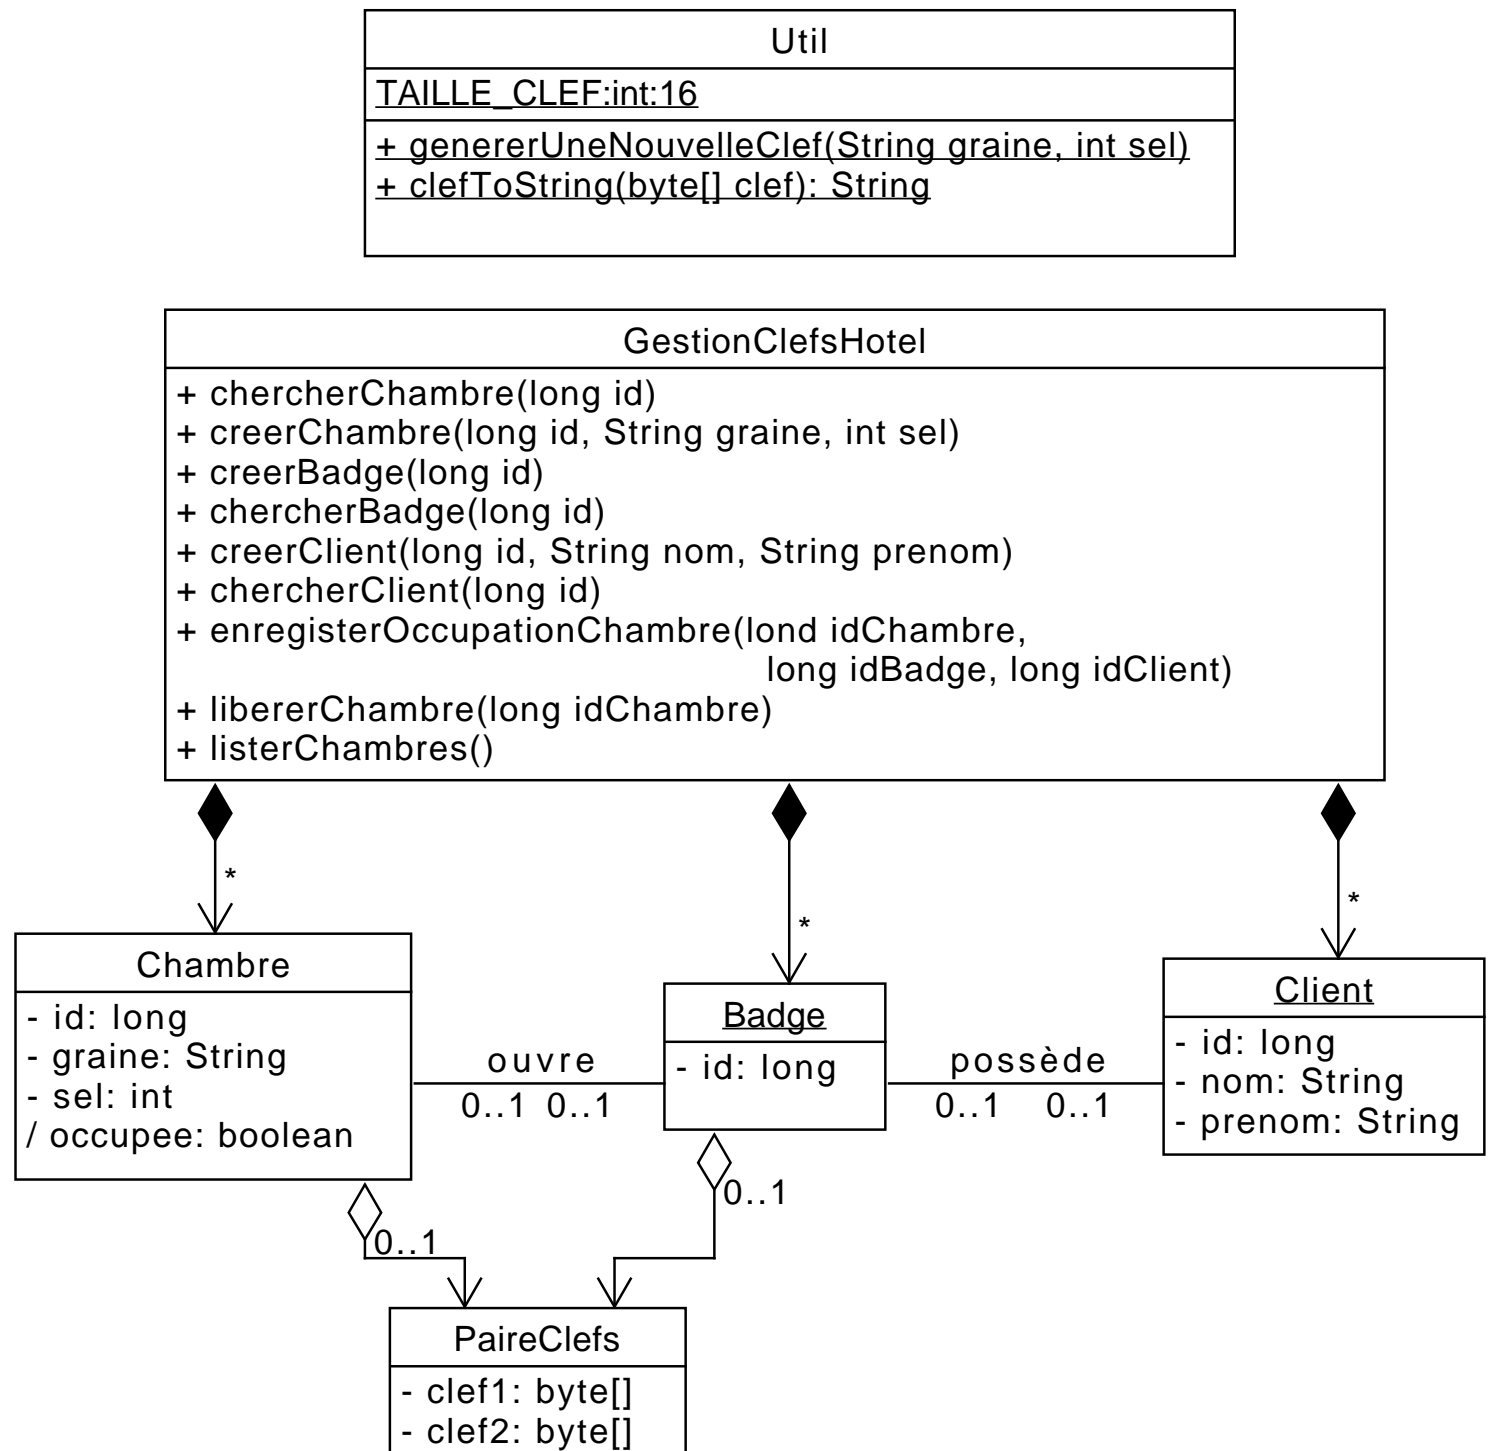 Util
TAILLE_CLEF:int:16
+ genererUneNouvelleClef(String graine, int sel)
+ clefToString(byte[] clef): String
GestionClefsHotel
+ chercherChambre(long id)
+ creerChambre(long id, String graine, int sel)
+ creerBadge(long id)
+ chercherBadge(long id)
+ creerClient(long id, String nom, String prenom)
+ chercherClient(long id)
+ enregisterOccupationChambre(lond idChambre,
long idBadge, long idClient)
+ libererChambre(long idChambre)
+ listerChambres()
*
*
*
Chambre
- id: long
- graine: String
- sel: int
/ occupee: boolean
ouvre
0..1 0..1
Badge
- id: long
possède
0..1 0..1
Client
- id: long
- nom: String
- prenom: String
0..1
0..1
PaireClefs
- clef1: byte[]
- clef2: byte[]